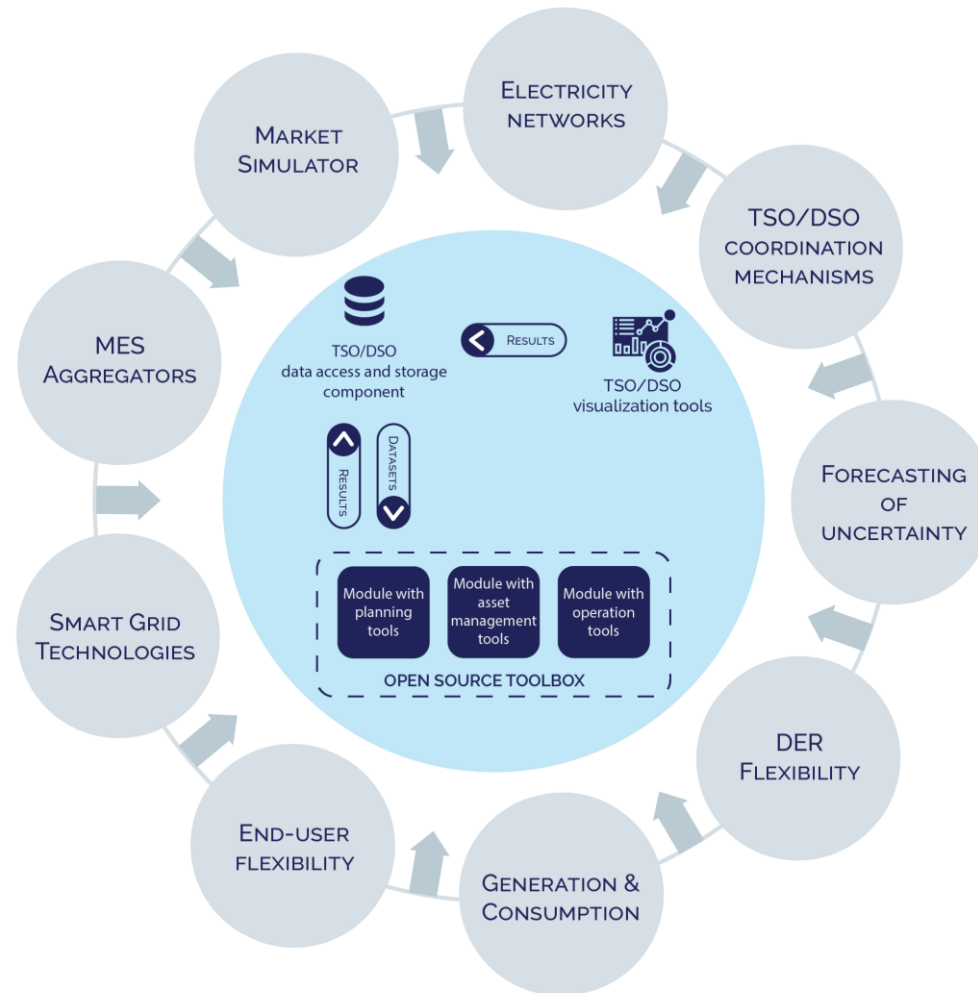 ELECTRICITY
NETWORKS
MARKET
SIMULATOR
TSO/DSO
COORDINATION
MECHANISMS
MES
AGGREGATORS
TSO/DSO
data access and storage
component
RESULTS
TSO/DSO
visualization tools
RESULTS
DATASETS
FORECASTING
OF
UNCERTAINTY
Module with
planning
tools
Module with
asset
management
tools
Module with
operation
tools
OPEN SOURCE TOOLBOX
SMART GRID
TECHNOLOGIES
DER
FLEXIBILITY
END-USER
FLEXIBILITY
GENERATION &
CONSUMPTION